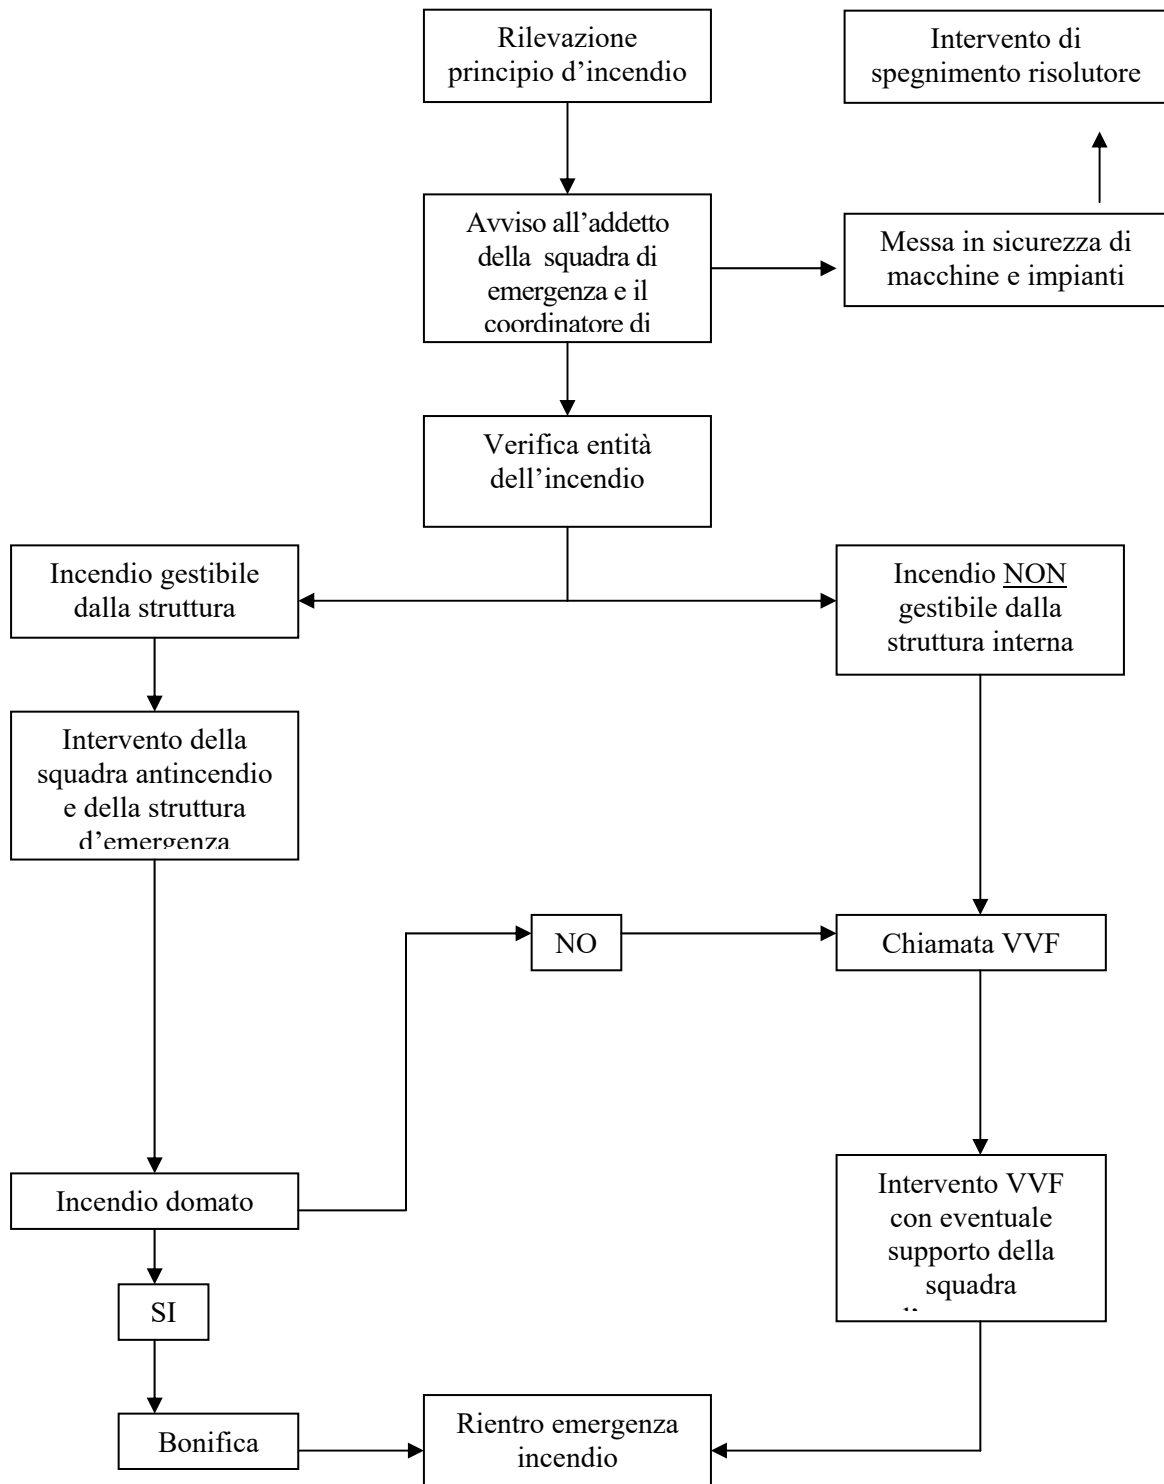 Rilevazione
principio d’incendio
Intervento di
spegnimento risolutore
Avviso all’addetto
della squadra di
emergenza e il
coordinatore di
Messa in sicurezza di
macchine e impianti
Verifica entità
dell’incendio
Incendio gestibile
dalla struttura
Incendio NON
gestibile dalla
struttura interna
Intervento della
squadra antincendio
e della struttura
d’emergenza
NO
Chiamata VVF
Incendio domato
Intervento VVF
con eventuale
supporto della
squadra
SI
Bonifica
Rientro emergenza
incendio